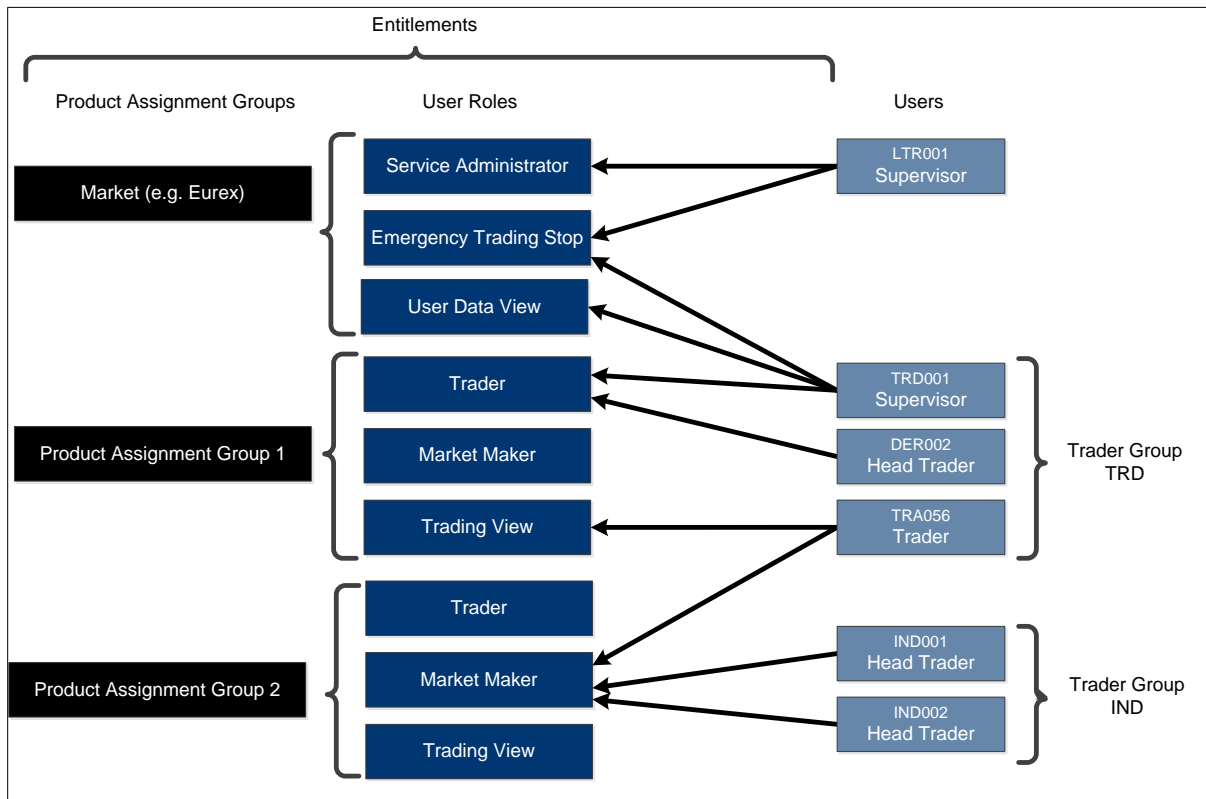 Entitlements
Product Assignment Groups
User Roles
Users
Market (e.g. Eurex)
Service Administrator
Emergency Trading Stop
User Data View
LTR001
Supervisor
Product Assignment Group 1
Trader
Market Maker
Trading View
TRD001
Supervisor
DER002
Head Trader
TRA056
Trader
Trader Group
TRD
Product Assignment Group 2
Trader
Market Maker
Trading View
IND001
Head Trader
IND002
Head Trader
Trader Group
IND